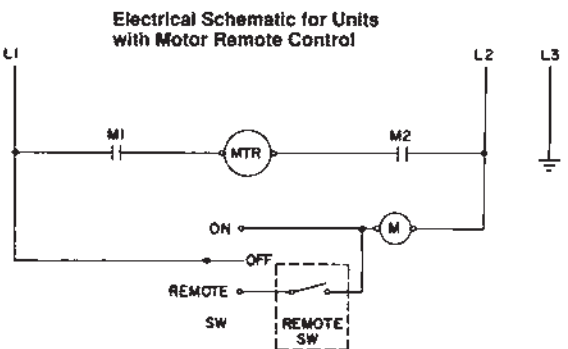 Electrical Schematic for Units
with Motor Remote Control
L1 L2 L3
M1 MTR M2
ON M
OFF
REMOTE
SW REMOTE
SW